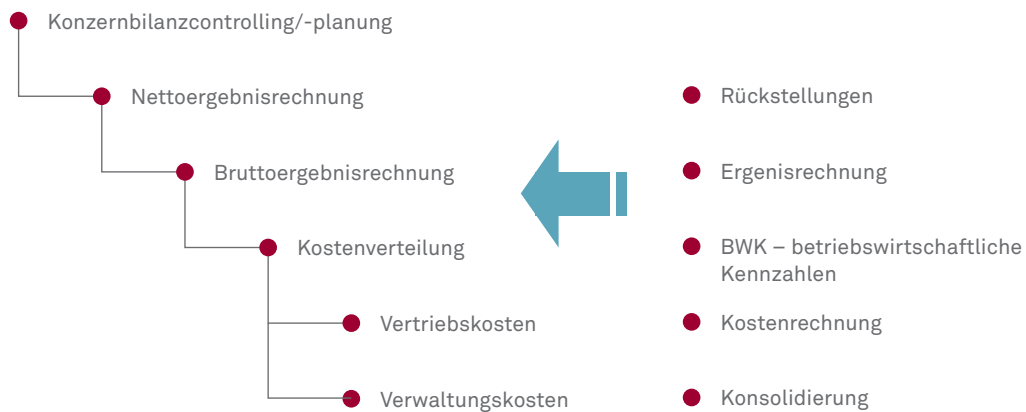 Konzernbilanzcontrolling/-planung
Nettoergebnisrechnung
Bruttoergebnisrechnung
Kostenverteilung
Vertriebskosten
Verwaltungskosten
Rückstellungen
Ergenisrechnung
BWK – betriebswirtschaftliche
Kennzahlen
Kostenrechnung
Konsolidierung